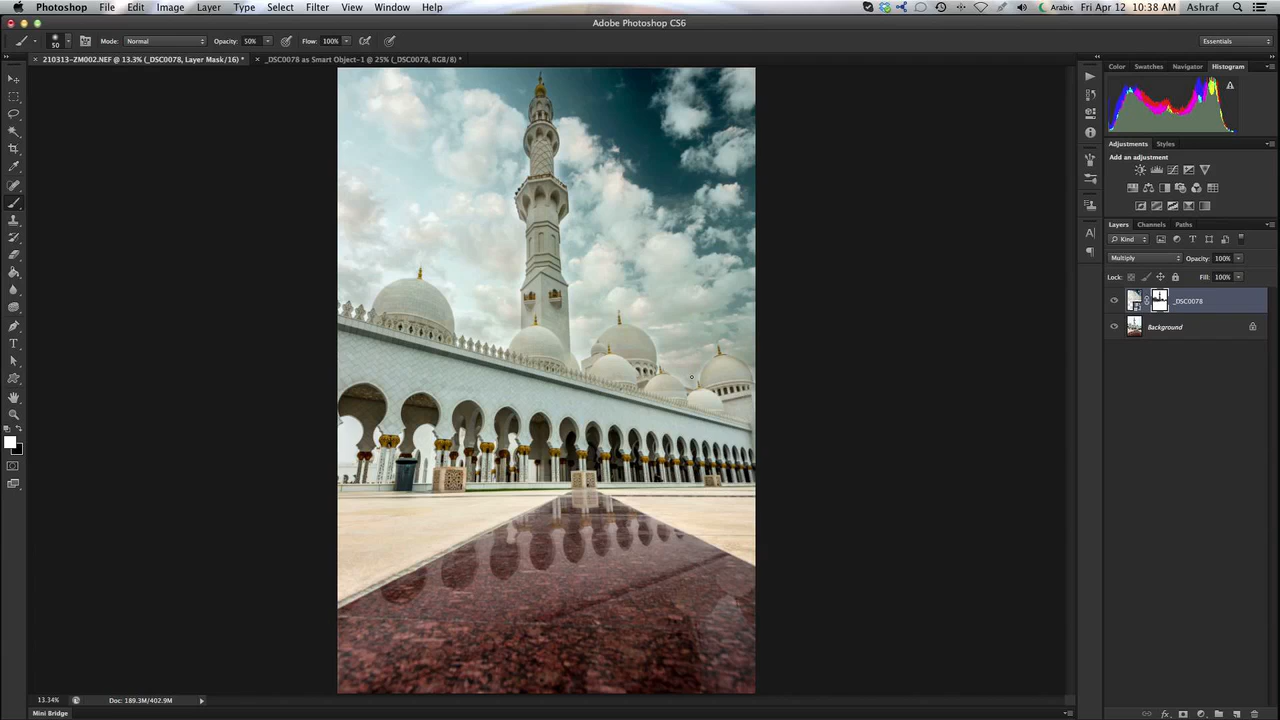 Photoshop File Edit Image Layer Type Select Filter View Window Help Arabic Fri Apr 12 10:38 AM Ashraf
Adobe Photoshop CS6
50 Mode: Normal Opacity: 50% Flow: 100% Essentials
210313-ZM002.NEF @ 13.3% (_DSC0078, Layer Mask/16) * _DSC0078 as Smart Object-1 @ 25% (_DSC0078, RGB/8) *
Color Swatches Navigator Histogram
Adjustments Styles
Add an adjustment
Layers Channels Paths
Kind
Multiply Opacity: 100%
Lock: Fill: 100%
_DSC0078
Background
13.34% Doc: 189.3M/402.9M
Mini Bridge